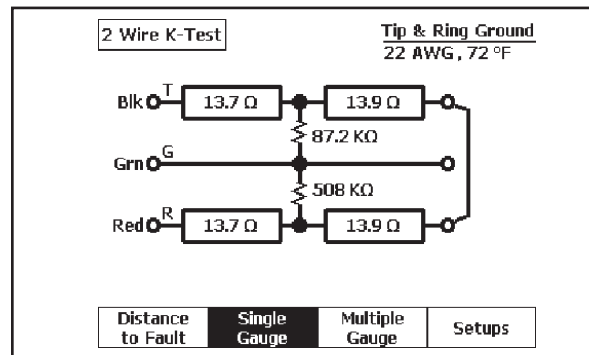 2 Wire K-Test
Tip & Ring Ground
22 AWG, 72 °F
Blk T 13.7 Ω 13.9 Ω
87.2 KΩ
Grn G
508 KΩ
Red R 13.7 Ω 13.9 Ω
Distance to Fault
Single Gauge
Multiple Gauge
Setups